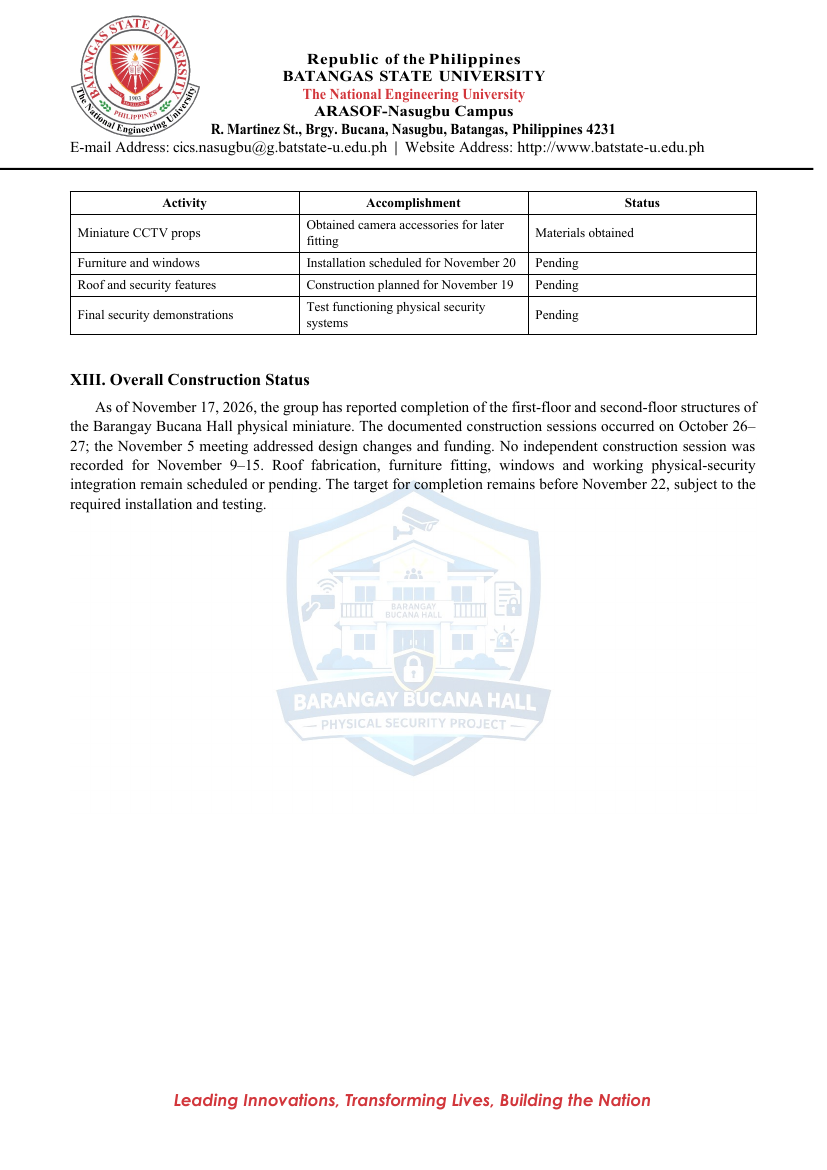 BATANGAS STATE UNIVERSITY
The National Engineering University
1903
PHILIPPINES
Republic of the Philippines
BATANGAS STATE UNIVERSITY
The National Engineering University
ARASOF-Nasugbu Campus
R. Martinez St., Brgy. Bucana, Nasugbu, Batangas, Philippines 4231
E-mail Address: cics.nasugbu@g.batstate-u.edu.ph | Website Address: http://www.batstate-u.edu.ph
Activity Accomplishment Status
Miniature CCTV props Obtained camera accessories for later fitting Materials obtained
Furniture and windows Installation scheduled for November 20 Pending
Roof and security features Construction planned for November 19 Pending
Final security demonstrations Test functioning physical security systems Pending
XIII. Overall Construction Status
As of November 17, 2026, the group has reported completion of the first-floor and second-floor structures of
the Barangay Bucana Hall physical miniature. The documented construction sessions occurred on October 26–
27; the November 5 meeting addressed design changes and funding. No independent construction session was
recorded for November 9–15. Roof fabrication, furniture fitting, windows and working physical-security
integration remain scheduled or pending. The target for completion remains before November 22, subject to the
required installation and testing.
BARANGAY
BUCANA HALL
BARANGAY BUCANA HALL
PHYSICAL SECURITY PROJECT
Leading Innovations, Transforming Lives, Building the Nation